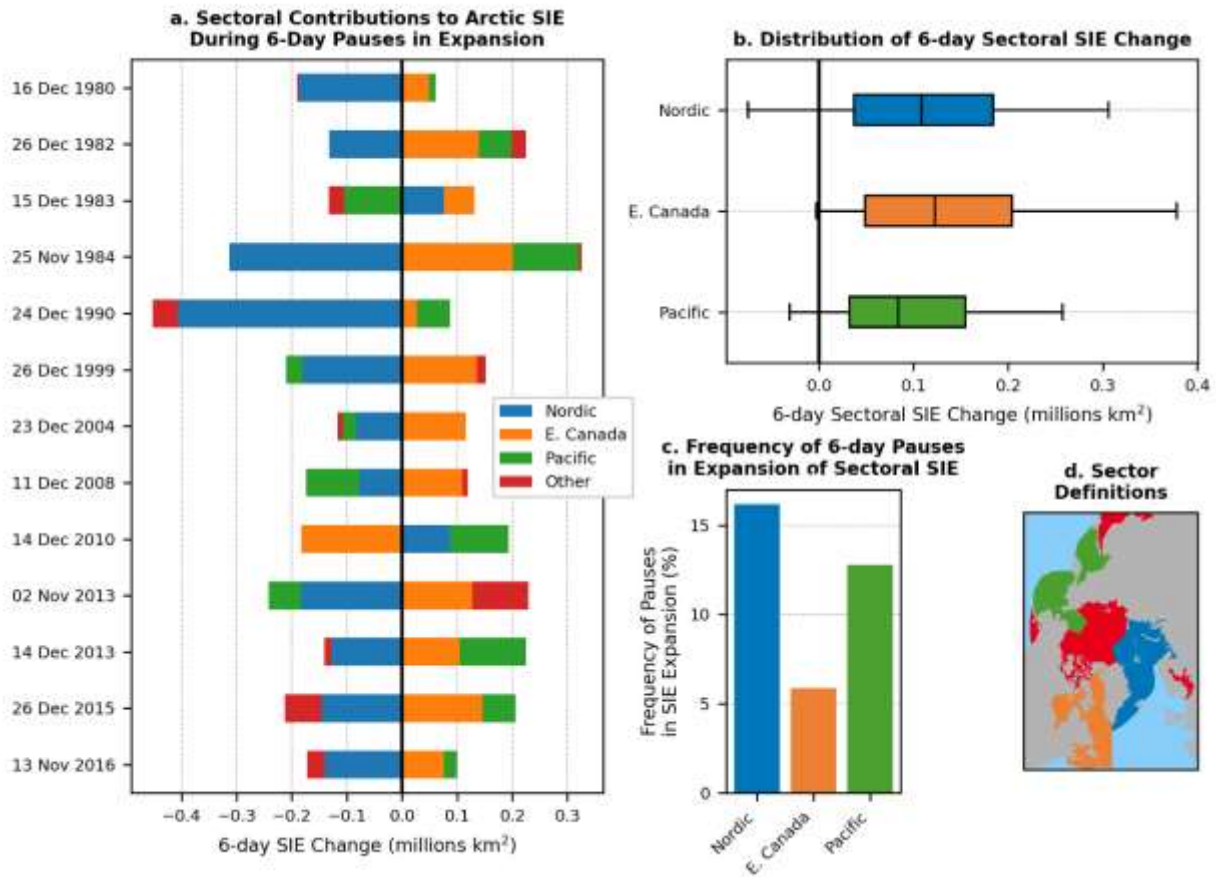 a. Sectoral Contributions to Arctic SIE
During 6-Day Pauses in Expansion
16 Dec 1980
26 Dec 1982
15 Dec 1983
25 Nov 1984
24 Dec 1990
26 Dec 1999
23 Dec 2004
11 Dec 2008
14 Dec 2010
02 Nov 2013
14 Dec 2013
26 Dec 2015
13 Nov 2016
−0.4 −0.3 −0.2 −0.1 0.0 0.1 0.2 0.3
6-day SIE Change (millions km²)
Nordic
E. Canada
Pacific
Other
b. Distribution of 6-day Sectoral SIE Change
Nordic
E. Canada
Pacific
0.0 0.1 0.2 0.3 0.4
6-day Sectoral SIE Change (millions km²)
c. Frequency of 6-day Pauses
in Expansion of Sectoral SIE
Frequency of Pauses
in SIE Expansion (%)
15
10
5
0
Nordic
E. Canada
Pacific
d. Sector
Definitions